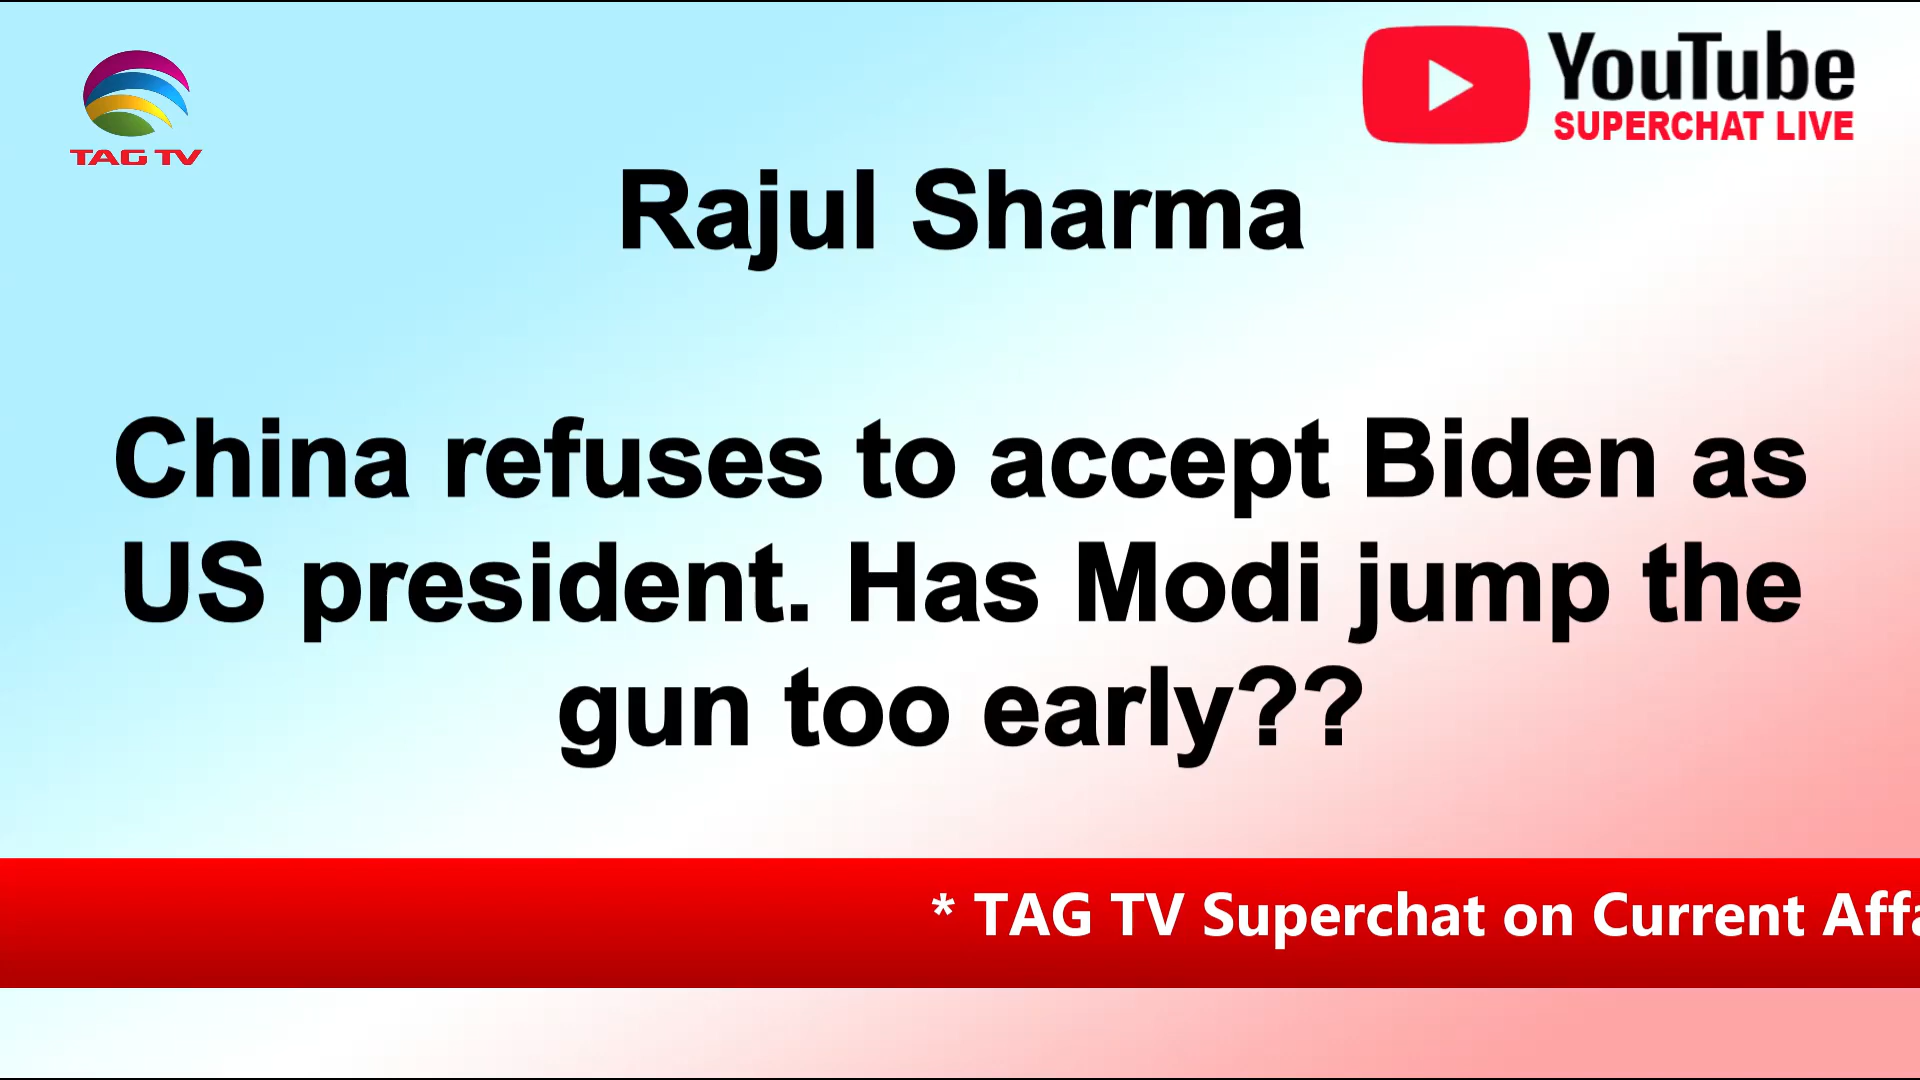 TAG TV
YouTube
SUPERCHAT LIVE
Rajul Sharma
China refuses to accept Biden as
US president. Has Modi jump the
gun too early??
* TAG TV Superchat on Current Affa